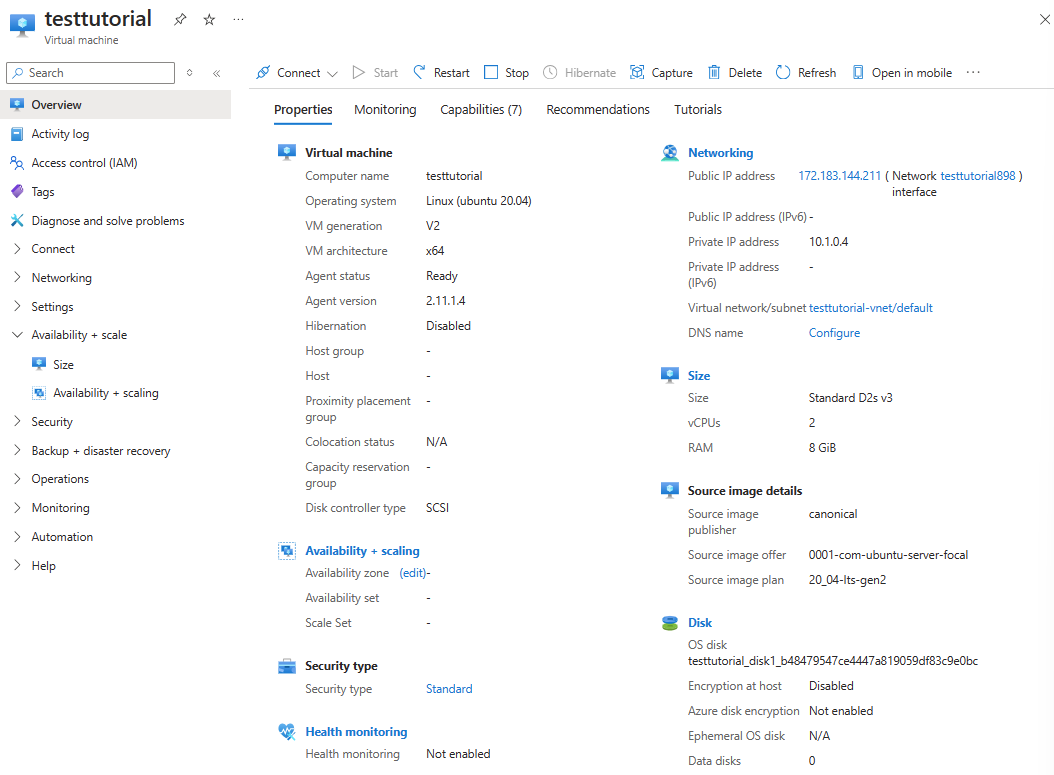 testtutorial
Virtual machine
Search
Connect
Start
Restart
Stop
Hibernate
Capture
Delete
Refresh
Open in mobile
Overview
Activity log
Access control (IAM)
Tags
Diagnose and solve problems
Connect
Networking
Settings
Availability + scale
Size
Availability + scaling
Security
Backup + disaster recovery
Operations
Monitoring
Automation
Help
Properties
Monitoring
Capabilities (7)
Recommendations
Tutorials
Virtual machine
Computer name testtutorial
Operating system Linux (ubuntu 20.04)
VM generation V2
VM architecture x64
Agent status Ready
Agent version 2.11.1.4
Hibernation Disabled
Host group -
Host -
Proximity placement -
group
Colocation status N/A
Capacity reservation -
group
Disk controller type SCSI
Availability + scaling
Availability zone (edit) -
Availability set -
Scale Set -
Security type
Security type Standard
Health monitoring
Health monitoring Not enabled
Networking
Public IP address 172.183.144.211 ( Network testtutorial898 )
interface
Public IP address (IPv6) -
Private IP address 10.1.0.4
Private IP address -
(IPv6)
Virtual network/subnet testtutorial-vnet/default
DNS name Configure
Size
Size Standard D2s v3
vCPUs 2
RAM 8 GiB
Source image details
Source image canonical
publisher
Source image offer 0001-com-ubuntu-server-focal
Source image plan 20_04-lts-gen2
Disk
OS disk
testtutorial_disk1_b48479547ce4447a819059df83c9e0bc
Encryption at host Disabled
Azure disk encryption Not enabled
Ephemeral OS disk N/A
Data disks 0